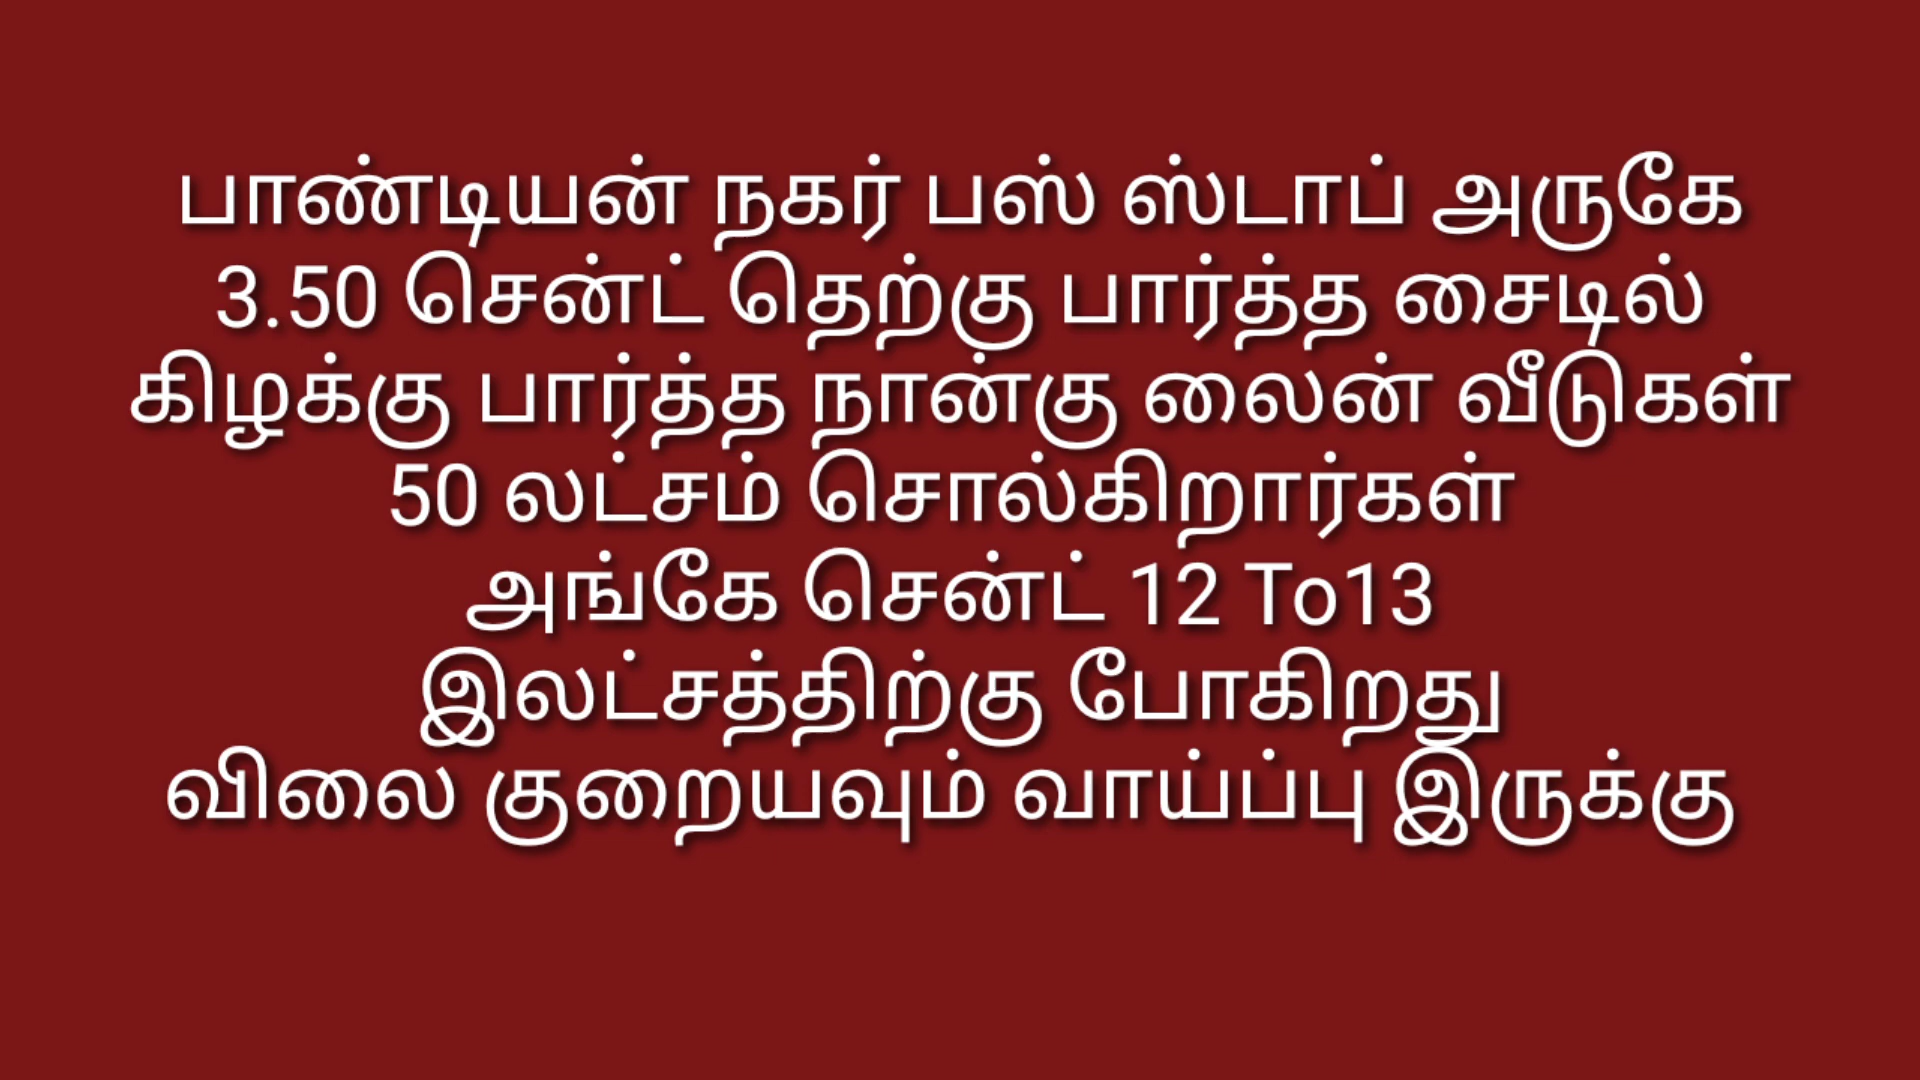 பாண்டியன் நகர் பஸ் ஸ்டாப் அருகே
3.50 சென்ட் தெற்கு பார்த்த சைடில்
கிழக்கு பார்த்த நான்கு லைன் வீடுகள்
50 லட்சம் சொல்கிறார்கள்
அங்கே சென்ட் 12 To13
இலட்சத்திற்கு போகிறது
விலை குறையவும் வாய்ப்பு இருக்கு